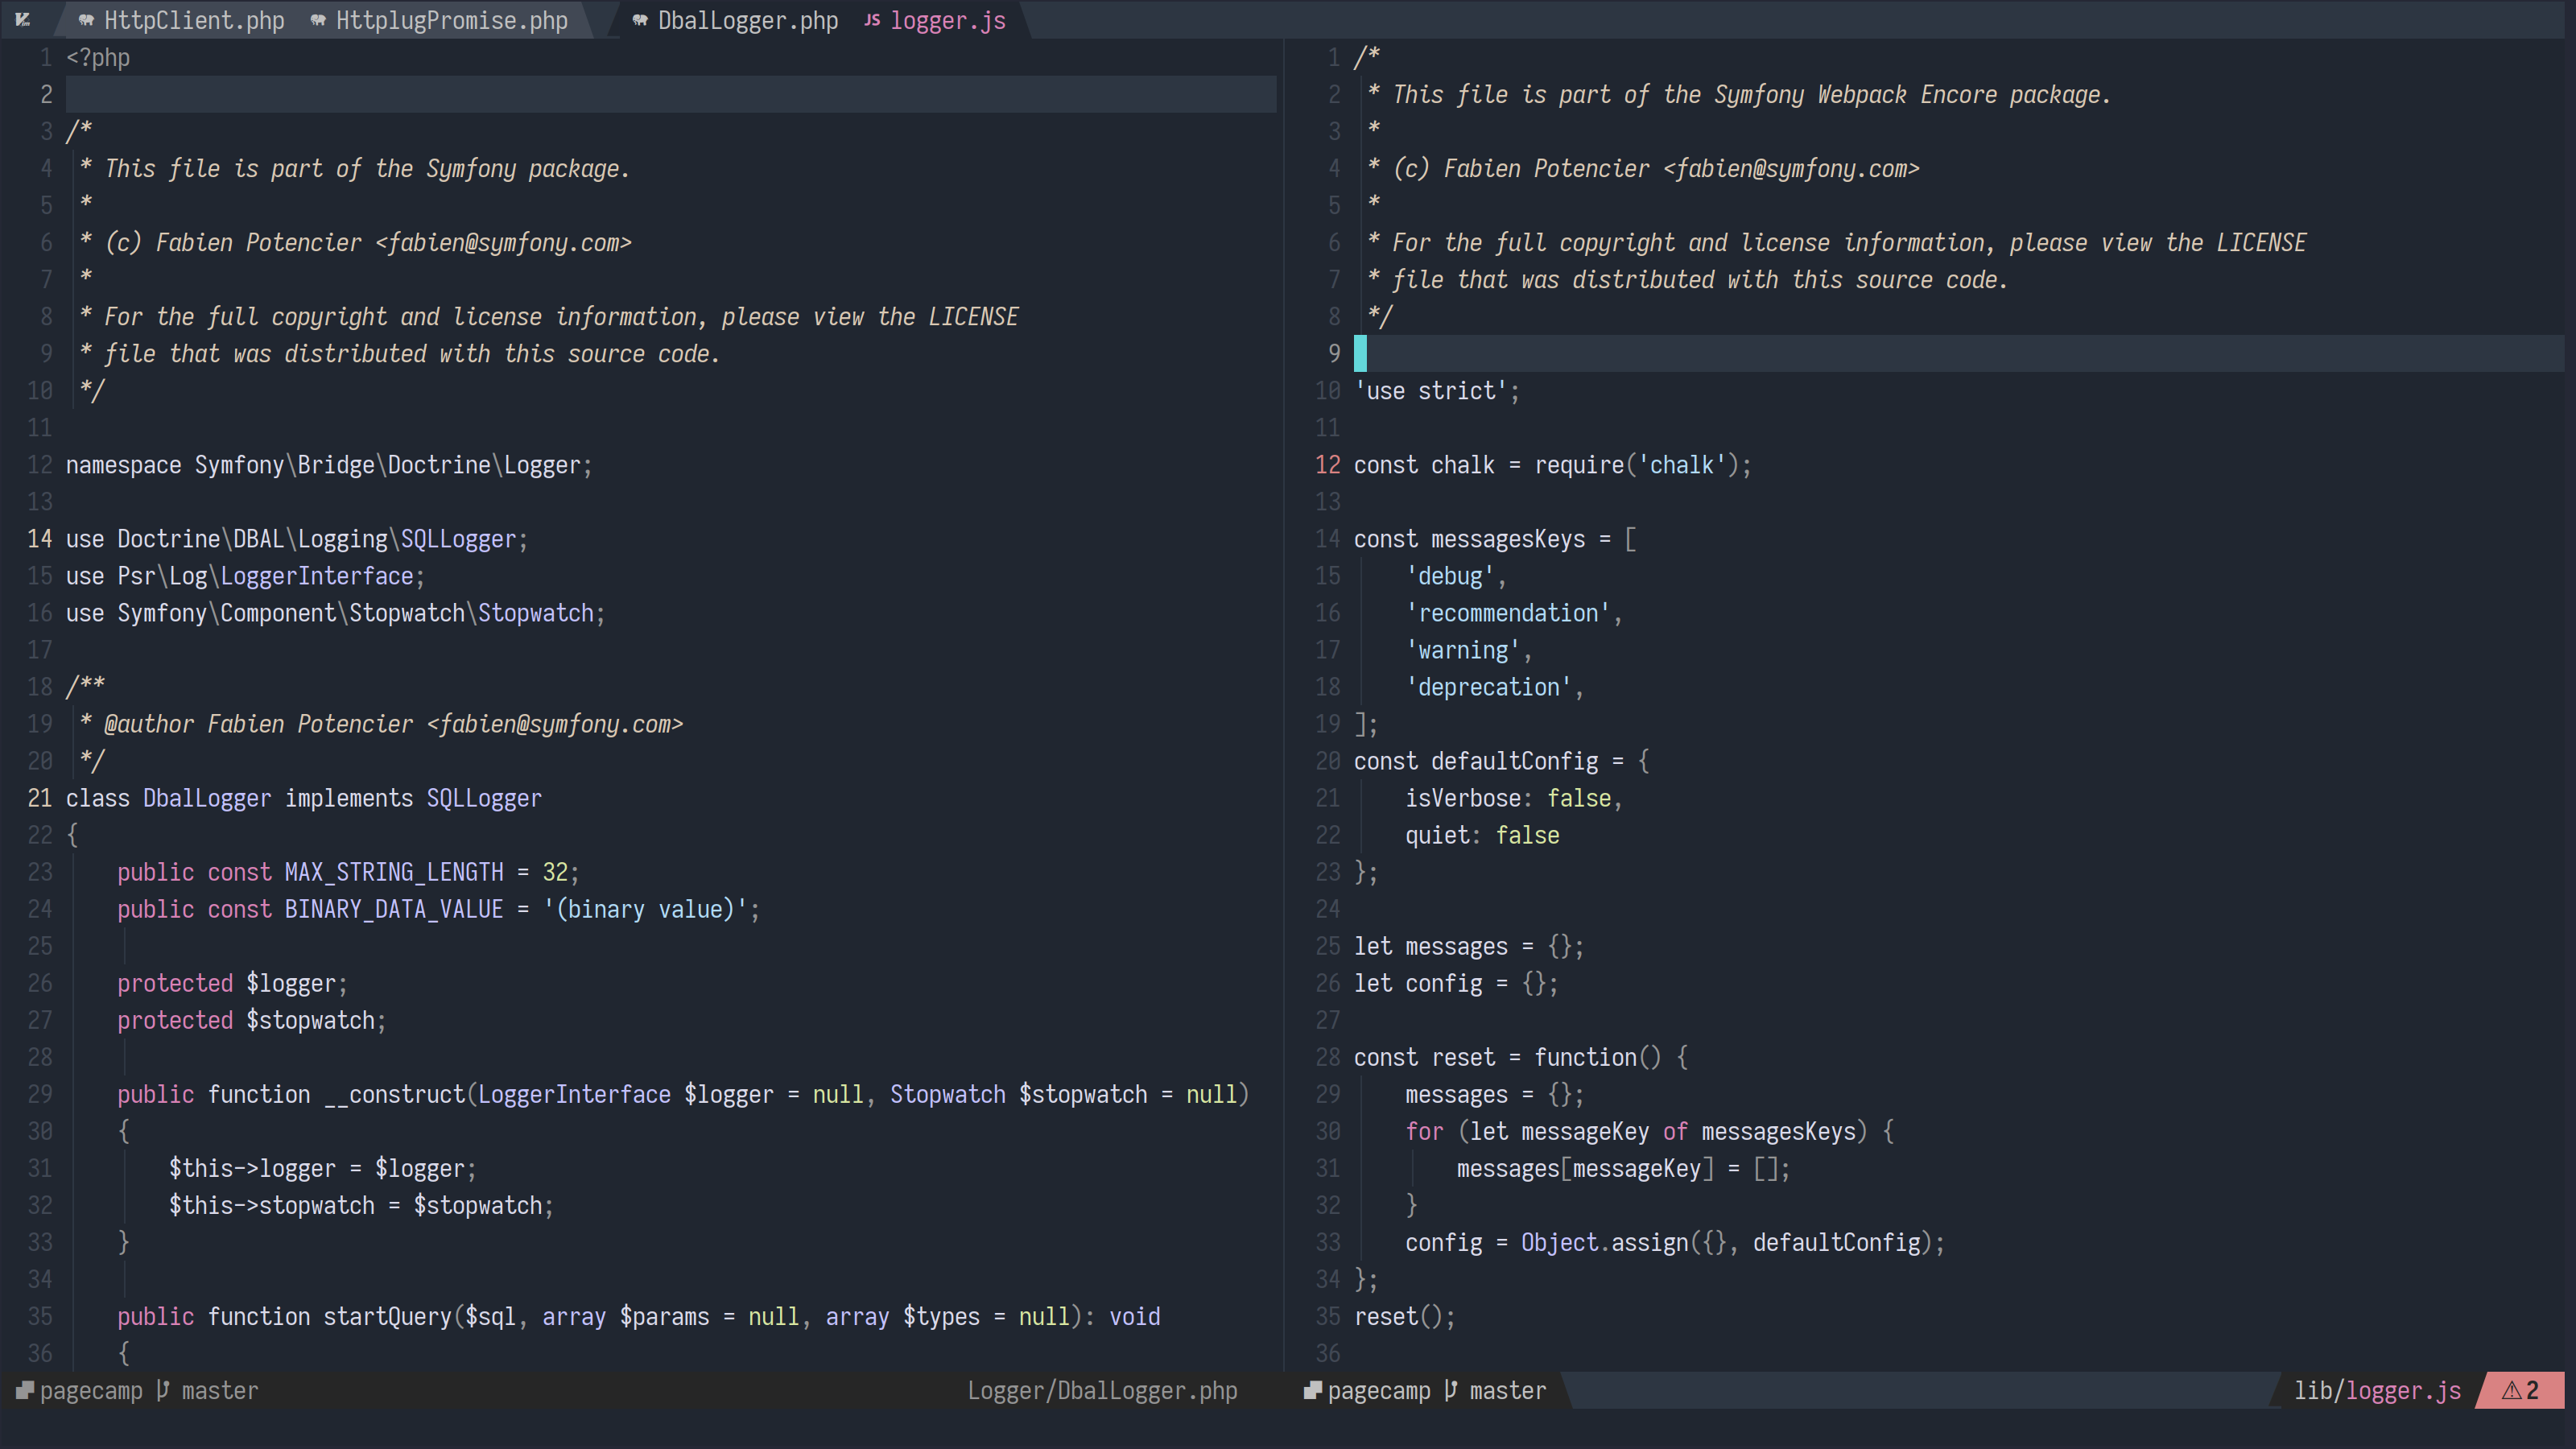 HttpClient.php HttplugPromise.php DbalLogger.php JS logger.js
1 <?php
2
3 /*
4  * This file is part of the Symfony package.
5  *
6  * (c) Fabien Potencier <fabien@symfony.com>
7  *
8  * For the full copyright and license information, please view the LICENSE
9  * file that was distributed with this source code.
10  */
11
12 namespace Symfony\Bridge\Doctrine\Logger;
13
14 use Doctrine\DBAL\Logging\SQLLogger;
15 use Psr\Log\LoggerInterface;
16 use Symfony\Component\Stopwatch\Stopwatch;
17
18 /**
19  * @author Fabien Potencier <fabien@symfony.com>
20  */
21 class DbalLogger implements SQLLogger
22 {
23     public const MAX_STRING_LENGTH = 32;
24     public const BINARY_DATA_VALUE = '(binary value)';
25
26     protected $logger;
27     protected $stopwatch;
28
29     public function __construct(LoggerInterface $logger = null, Stopwatch $stopwatch = null)
30     {
31         $this->logger = $logger;
32         $this->stopwatch = $stopwatch;
33     }
34
35     public function startQuery($sql, array $params = null, array $types = null): void
36     {
pagecamp master Logger/DbalLogger.php
1 /*
2  * This file is part of the Symfony Webpack Encore package.
3  *
4  * (c) Fabien Potencier <fabien@symfony.com>
5  *
6  * For the full copyright and license information, please view the LICENSE
7  * file that was distributed with this source code.
8  */
9
10 'use strict';
11
12 const chalk = require('chalk');
13
14 const messagesKeys = [
15     'debug',
16     'recommendation',
17     'warning',
18     'deprecation',
19 ];
20 const defaultConfig = {
21     isVerbose: false,
22     quiet: false
23 };
24
25 let messages = {};
26 let config = {};
27
28 const reset = function() {
29     messages = {};
30     for (let messageKey of messagesKeys) {
31         messages[messageKey] = [];
32     }
33     config = Object.assign({}, defaultConfig);
34 };
35 reset();
36
pagecamp master lib/logger.js ⚠2